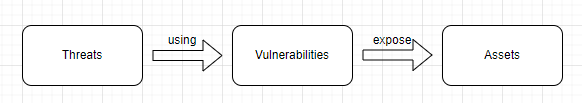 Threats
using
Vulnerabilities
expose
Assets